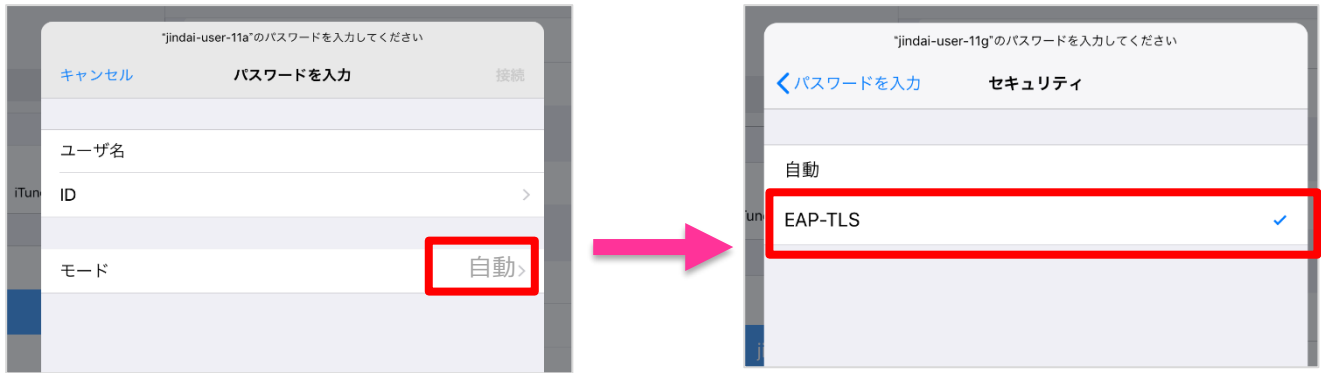 "jindai-user-11a"のパスワードを入力してください
キャンセル
パスワードを入力
接続
ユーザ名
iTun
ID
モード
自動
"jindai-user-11g"のパスワードを入力してください
パスワードを入力
セキュリティ
自動
un
EAP-TLS
ji